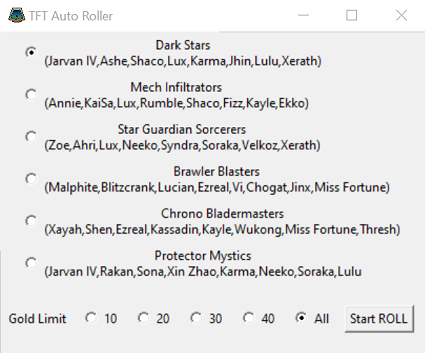 TFT Auto Roller
Dark Stars
(Jarvan IV,Ashe,Shaco,Lux,Karma,Jhin,Lulu,Xerath)
Mech Infiltrators
(Annie,KaiSa,Lux,Rumble,Shaco,Fizz,Kayle,Ekko)
Star Guardian Sorcerers
(Zoe,Ahri,Lux,Neeko,Syndra,Soraka,Velkoz,Xerath)
Brawler Blasters
(Malphite,Blitzcrank,Lucian,Ezreal,Vi,Chogat,Jinx,Miss Fortune)
Chrono Bladermasters
(Xayah,Shen,Ezreal,Kassadin,Kayle,Wukong,Miss Fortune,Thresh)
Protector Mystics
(Jarvan IV,Rakan,Sona,Xin Zhao,Karma,Neeko,Soraka,Lulu
Gold Limit 10 20 30 40 All Start ROLL